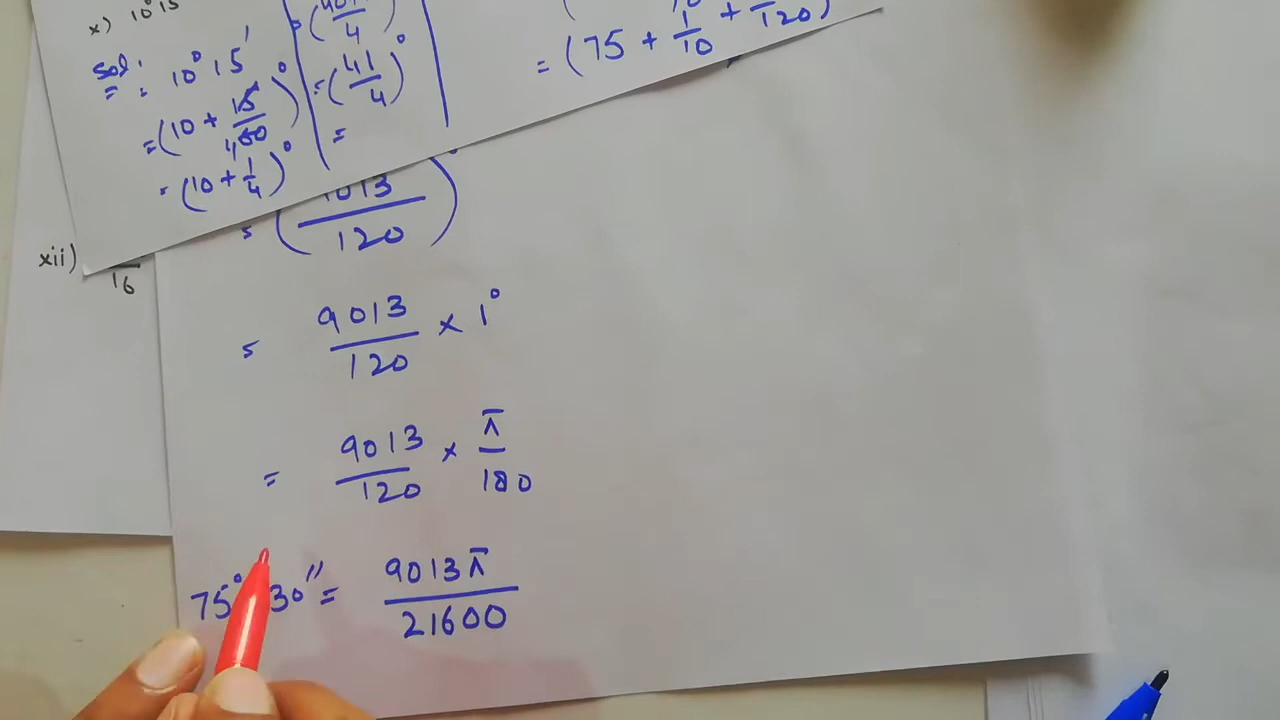 x) 10°15'
Sol: 10°15'
= (10 + 15/60)°
= (10 + 1/4)°
= (41/4)°
=
= (75 + 1/10 + /120)
xii) /16
= (9013/120)°
= 9013/120 × 1°
= 9013/120 × π/180
75° 30'' = 9013π/21600